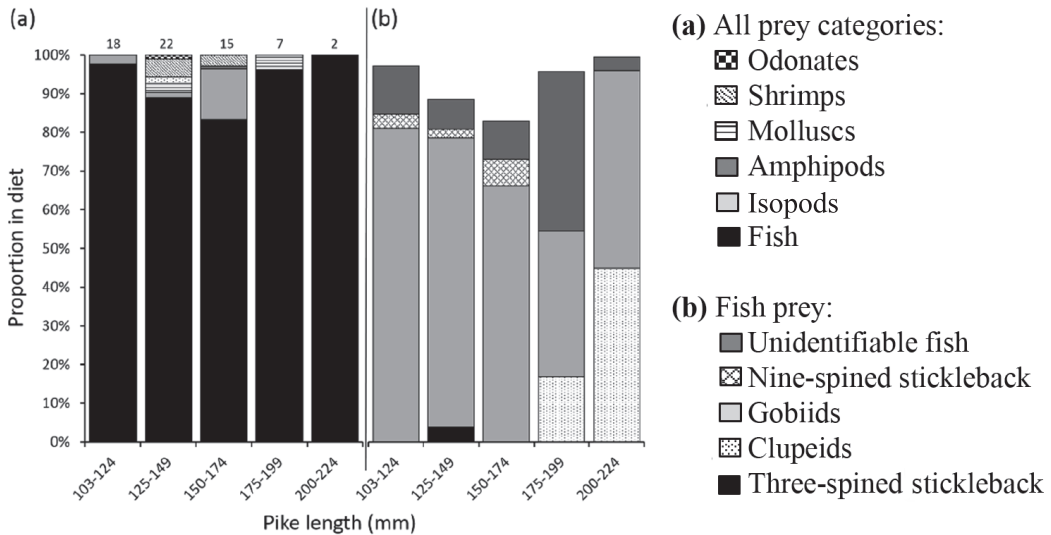 (a)
18 22 15 7 2
(b)
100%
90%
80%
70%
60%
50%
40%
30%
20%
10%
0%
Proportion in diet
103-124 125-149 150-174 175-199 200-224
103-124 125-149 150-174 175-199 200-224
Pike length (mm)
(a) All prey categories:
Odonates
Shrimps
Molluscs
Amphipods
Isopods
Fish
(b) Fish prey:
Unidentifiable fish
Nine-spined stickleback
Gobiids
Clupeids
Three-spined stickleback